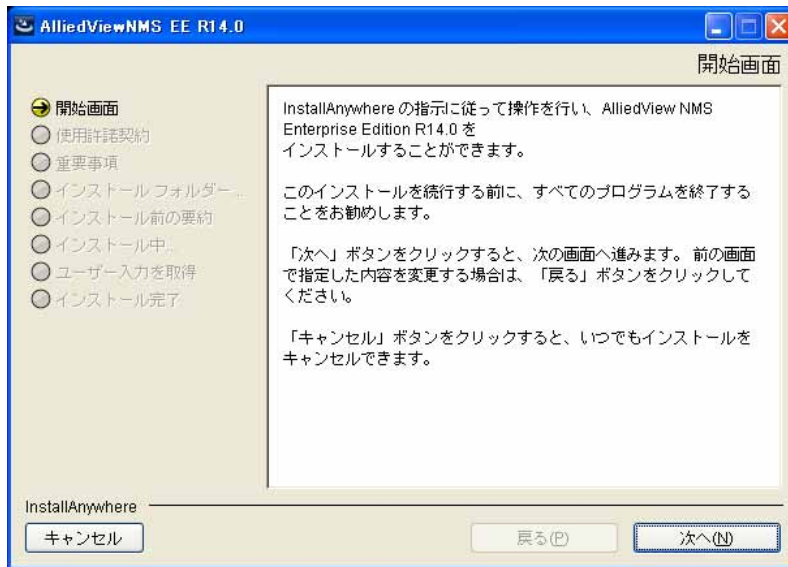 AlliedViewNMS EE R14.0
開始画面
開始画面
使用許諾契約
重要事項
インストール フォルダー...
インストール前の要約
インストール中...
ユーザー入力を取得
インストール完了
InstallAnywhere の指示に従って操作を行い、AlliedView NMS
Enterprise Edition R14.0 を
インストールすることができます。
このインストールを続行する前に、すべてのプログラムを終了する
ことをお勧めします。
「次へ」ボタンをクリックすると、次の画面へ進みます。前の画面
で指定した内容を変更する場合は、「戻る」ボタンをクリックして
ください。
「キャンセル」ボタンをクリックすると、いつでもインストールを
キャンセルできます。
InstallAnywhere
キャンセル
戻る(P)
次へ(N)